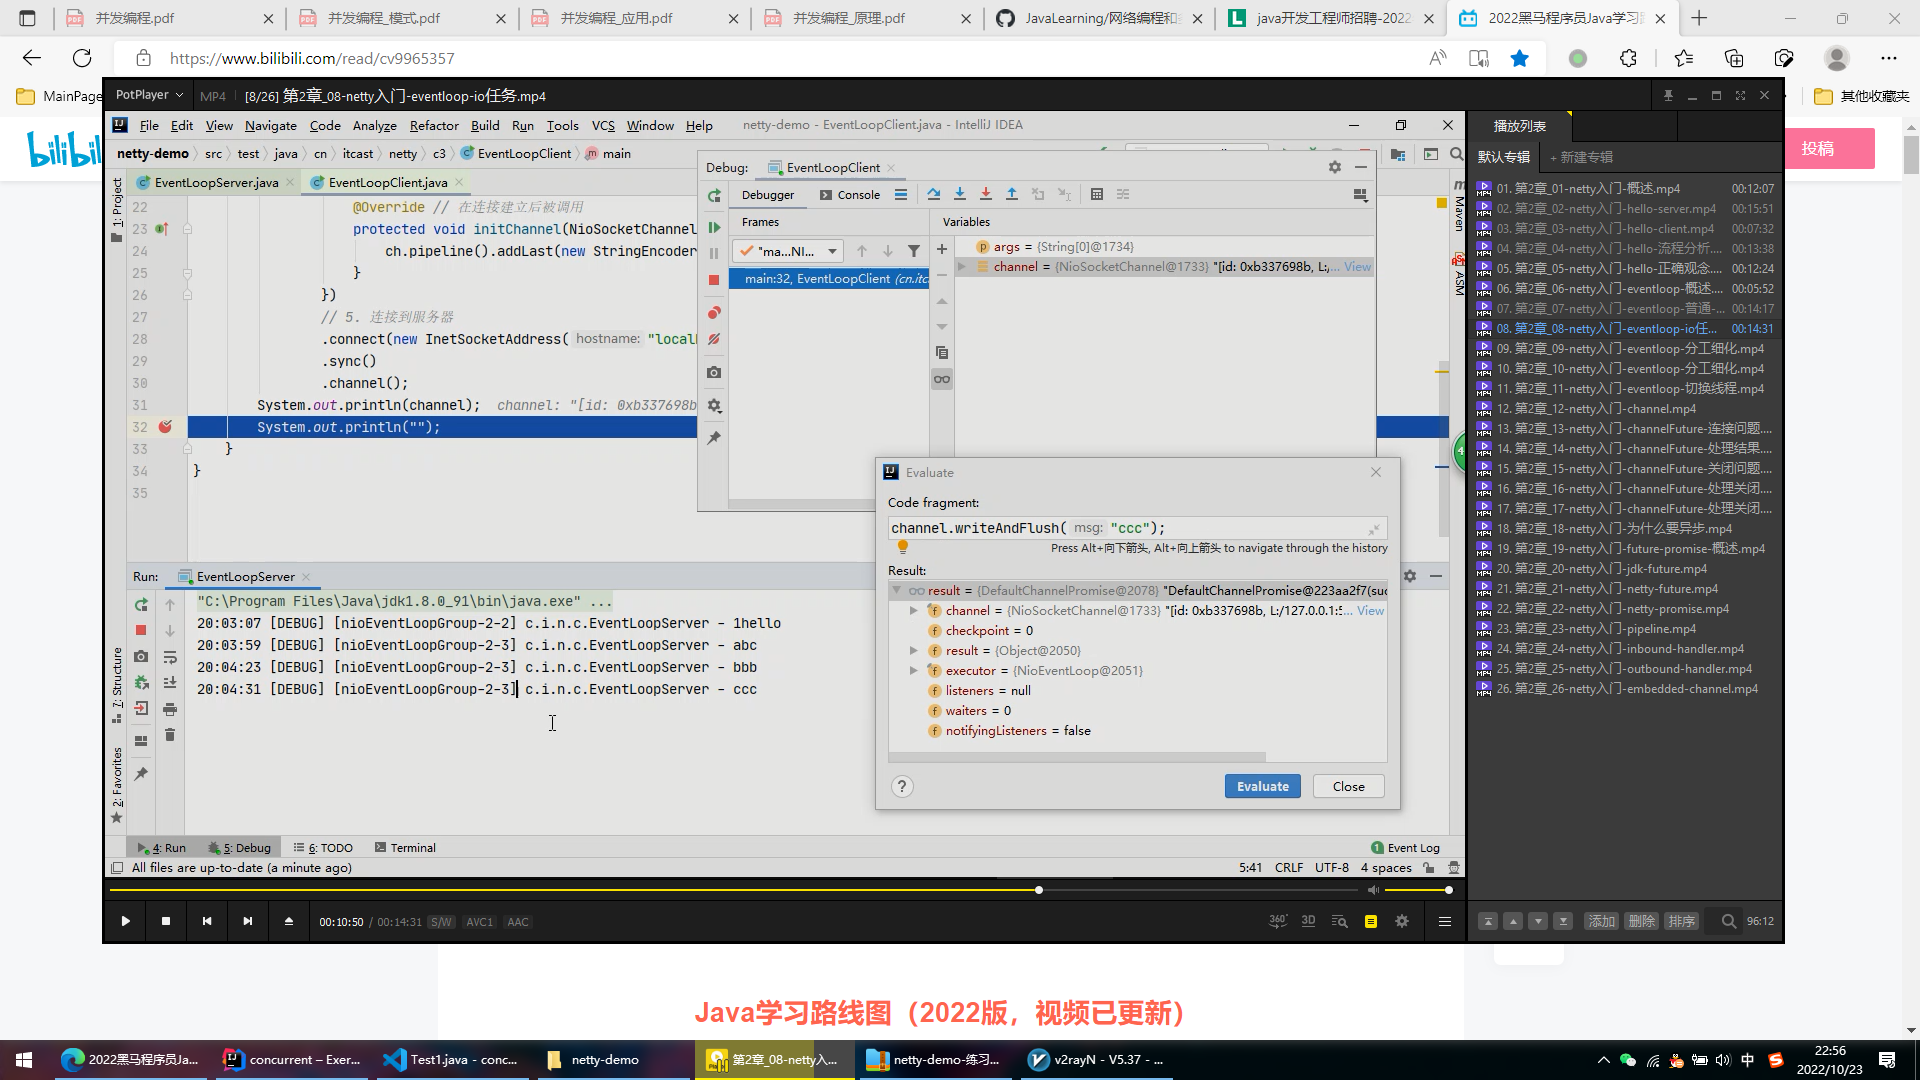 并发编程.pdf
并发编程_模式.pdf
并发编程_应用.pdf
并发编程_原理.pdf
JavaLearning/网络编程和
java开发工程师招聘-2022
2022黑马程序员Java学习
https://www.bilibili.com/read/cv9965357
MainPage
其他收藏夹
PotPlayer
MP4
[8/26] 第2章_08-netty入门-eventloop-io任务.mp4
bilibi
投稿
File Edit View Navigate Code Analyze Refactor Build Run Tools VCS Window Help
netty-demo - EventLoopClient.java - IntelliJ IDEA
netty-demo src test java cn itcast netty c3 EventLoopClient main
EventLoopServer.java
EventLoopClient.java
1: Project
7: Structure
2: Favorites
22 @Override // 在连接建立后被调用
23 protected void initChannel(NioSocketChannel
24 ch.pipeline().addLast(new StringEncoder
25 }
26 })
27 // 5. 连接到服务器
28 .connect(new InetSocketAddress( hostname: "local
29 .sync()
30 .channel();
31 System.out.println(channel); channel: "[id: 0xb337698b
32 System.out.println("");
33 }
34 }
35
Debug: EventLoopClient
Debugger Console
Frames
Variables
"ma...NI...
main:32, EventLoopClient (cn.itc
args = {String[0]@1734}
channel = {NioSocketChannel@1733} "[id: 0xb337698b, L:/... View
Maven
ASM
Evaluate
Code fragment:
channel.writeAndFlush( msg: "ccc");
Press Alt+向下箭头, Alt+向上箭头 to navigate through the history
Result:
result = {DefaultChannelPromise@2078} "DefaultChannelPromise@223aa2f7(suc
channel = {NioSocketChannel@1733} "[id: 0xb337698b, L:/127.0.0.1:5... View
checkpoint = 0
result = {Object@2050}
executor = {NioEventLoop@2051}
listeners = null
waiters = 0
notifyingListeners = false
?
Evaluate
Close
Run: EventLoopServer
"C:\Program Files\Java\jdk1.8.0_91\bin\java.exe" ...
20:03:07 [DEBUG] [nioEventLoopGroup-2-2] c.i.n.c.EventLoopServer - 1hello
20:03:59 [DEBUG] [nioEventLoopGroup-2-3] c.i.n.c.EventLoopServer - abc
20:04:23 [DEBUG] [nioEventLoopGroup-2-3] c.i.n.c.EventLoopServer - bbb
20:04:31 [DEBUG] [nioEventLoopGroup-2-3] c.i.n.c.EventLoopServer - ccc
4: Run 5: Debug 6: TODO Terminal
1 Event Log
All files are up-to-date (a minute ago)
5:41 CRLF UTF-8 4 spaces
00:10:50 / 00:14:31 S/W AVC1 AAC
360° 3D
播放列表
默认专辑 + 新建专辑
01. 第2章_01-netty入门-概述.mp4 00:12:07
02. 第2章_02-netty入门-hello-server.mp4 00:15:51
03. 第2章_03-netty入门-hello-client.mp4 00:07:32
04. 第2章_04-netty入门-hello-流程分析.... 00:13:38
05. 第2章_05-netty入门-hello-正确观念.... 00:12:24
06. 第2章_06-netty入门-eventloop-概述.... 00:05:52
07. 第2章_07-netty入门-eventloop-普通-... 00:14:17
08. 第2章_08-netty入门-eventloop-io任... 00:14:31
09. 第2章_09-netty入门-eventloop-分工细化.mp4
10. 第2章_10-netty入门-eventloop-分工细化.mp4
11. 第2章_11-netty入门-eventloop-切换线程.mp4
12. 第2章_12-netty入门-channel.mp4
13. 第2章_13-netty入门-channelFuture-连接问题....
14. 第2章_14-netty入门-channelFuture-处理结果....
15. 第2章_15-netty入门-channelFuture-关闭问题....
16. 第2章_16-netty入门-channelFuture-处理关闭....
17. 第2章_17-netty入门-channelFuture-处理关闭....
18. 第2章_18-netty入门-为什么要异步.mp4
19. 第2章_19-netty入门-future-promise-概述.mp4
20. 第2章_20-netty入门-jdk-future.mp4
21. 第2章_21-netty入门-netty-future.mp4
22. 第2章_22-netty入门-netty-promise.mp4
23. 第2章_23-netty入门-pipeline.mp4
24. 第2章_24-netty入门-inbound-handler.mp4
25. 第2章_25-netty入门-outbound-handler.mp4
26. 第2章_26-netty入门-embedded-channel.mp4
添加 删除 排序 96:12
Java学习路线图（2022版，视频已更新）
2022黑马程序员Ja...
concurrent – Exer...
Test1.java - conc...
netty-demo
第2章_08-netty入...
netty-demo-练习...
v2rayN - V5.37 - ...
中
22:56
2022/10/23